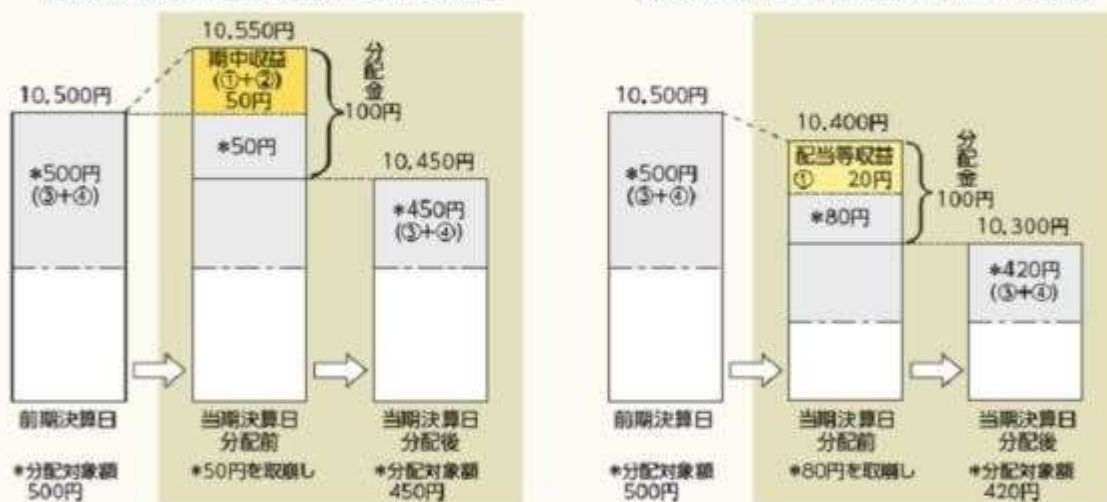 10,550円
期中収益
(①+②)
50円
分配金
100円
10,500円
*500円
(③+④)
*50円
10,450円
*450円
(③+④)
前期決算日
当期決算日
分配前
当期決算日
分配後
*分配対象額
500円
*50円を取崩し
*分配対象額
450円
10,500円
*500円
(③+④)
10,400円
配当等収益
① 20円
*80円
分配金
100円
10,300円
*420円
(③+④)
前期決算日
当期決算日
分配前
当期決算日
分配後
*分配対象額
500円
*80円を取崩し
*分配対象額
420円